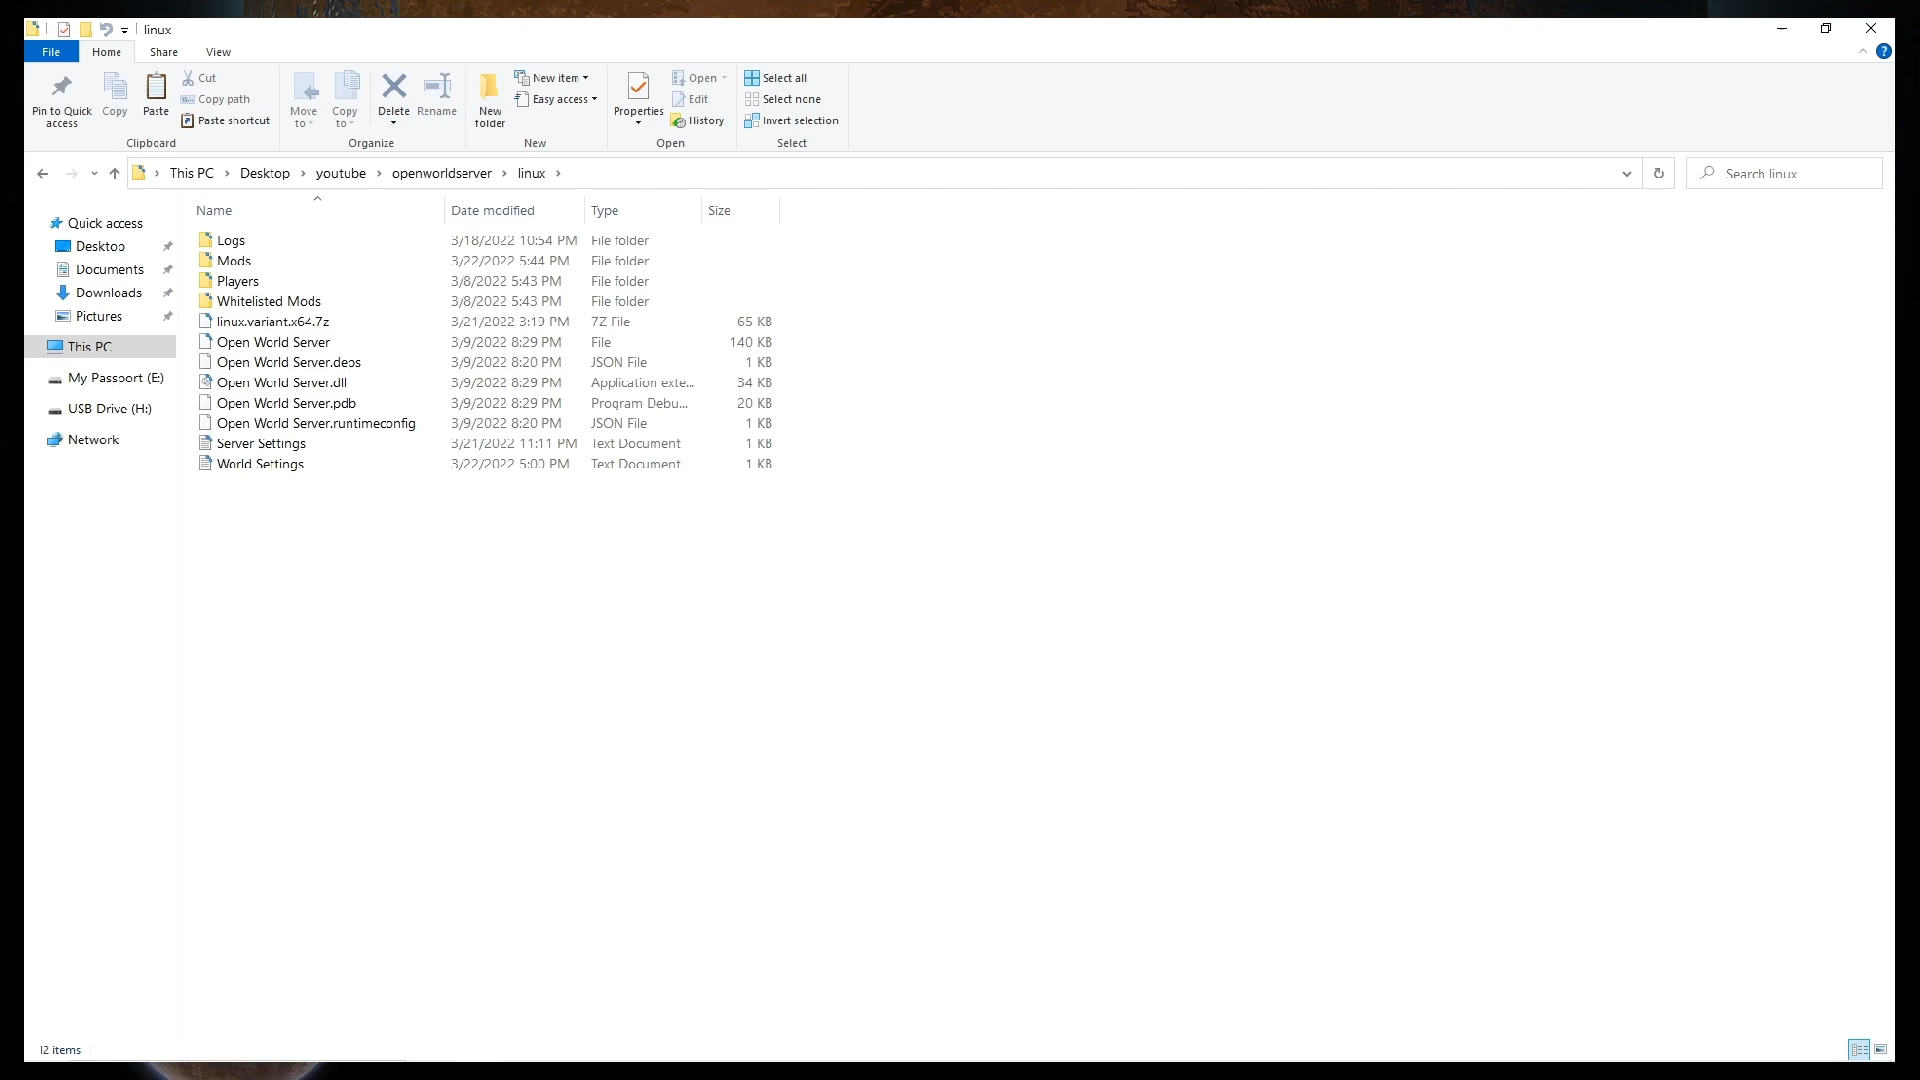 linux
File Home Share View
Pin to Quick access
Copy
Paste
Cut
Copy path
Paste shortcut
Clipboard
Move to
Copy to
Delete
Rename
Organize
New folder
New item
Easy access
New
Properties
Open
Edit
History
Open
Select all
Select none
Invert selection
Select
This PC > Desktop > youtube > openworldserver > linux >
Search linux
Quick access
Desktop
Documents
Downloads
Pictures
This PC
My Passport (E:)
USB Drive (H:)
Network
Name Date modified Type Size
Logs 3/18/2022 10:54 PM File folder
Mods 3/22/2022 5:44 PM File folder
Players 3/8/2022 5:43 PM File folder
Whitelisted Mods 3/8/2022 5:43 PM File folder
linux.variant.x64.7z 3/21/2022 3:19 PM 7Z File 65 KB
Open World Server 3/9/2022 8:29 PM File 140 KB
Open World Server.deps 3/9/2022 8:20 PM JSON File 1 KB
Open World Server.dll 3/9/2022 8:29 PM Application exte... 34 KB
Open World Server.pdb 3/9/2022 8:29 PM Program Debu... 20 KB
Open World Server.runtimeconfig 3/9/2022 8:20 PM JSON File 1 KB
Server Settings 3/21/2022 11:11 PM Text Document 1 KB
World Settings 3/22/2022 5:00 PM Text Document 1 KB
12 items